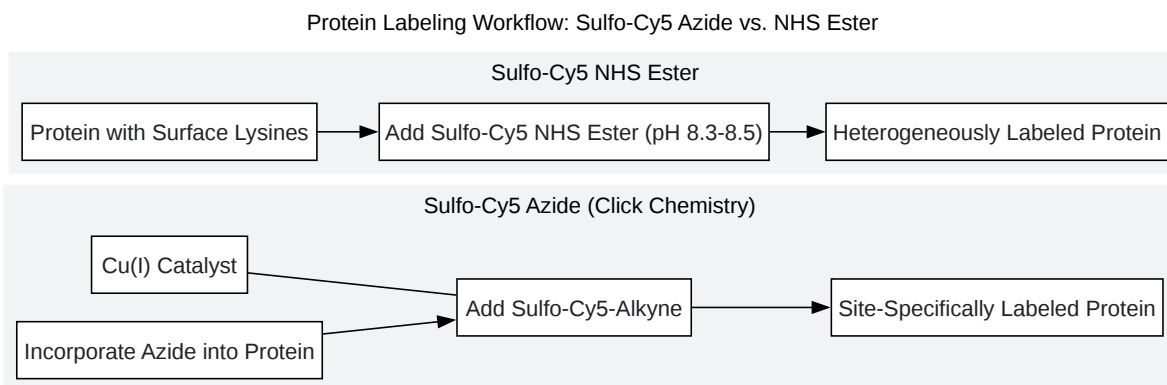 Protein Labeling Workflow: Sulfo-Cy5 Azide vs. NHS Ester
Sulfo-Cy5 NHS Ester
Protein with Surface Lysines
Add Sulfo-Cy5 NHS Ester (pH 8.3-8.5)
Heterogeneously Labeled Protein
Sulfo-Cy5 Azide (Click Chemistry)
Cu(I) Catalyst
Incorporate Azide into Protein
Add Sulfo-Cy5-Alkyne
Site-Specifically Labeled Protein